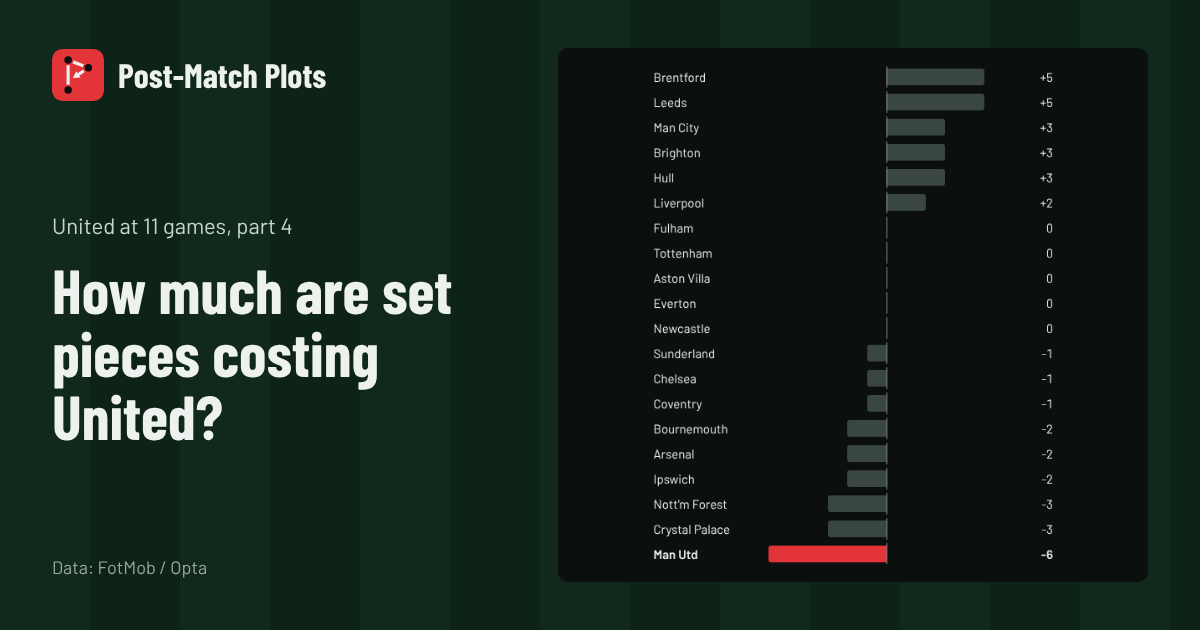 Post-Match Plots
United at 11 games, part 4
How much are set
pieces costing
United?
Data: FotMob / Opta
Brentford +5
Leeds +5
Man City +3
Brighton +3
Hull +3
Liverpool +2
Fulham 0
Tottenham 0
Aston Villa 0
Everton 0
Newcastle 0
Sunderland -1
Chelsea -1
Coventry -1
Bournemouth -2
Arsenal -2
Ipswich -2
Nott'm Forest -3
Crystal Palace -3
Man Utd -6